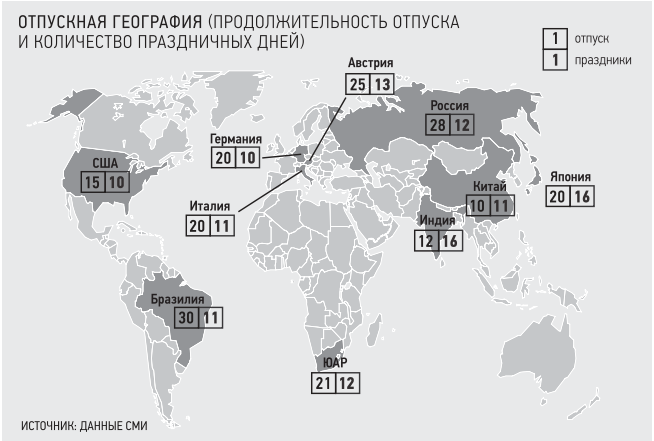 ОТПУСКНАЯ ГЕОГРАФИЯ (ПРОДОЛЖИТЕЛЬНОСТЬ ОТПУСКА
И КОЛИЧЕСТВО ПРАЗДНИЧНЫХ ДНЕЙ)
1 отпуск
1 праздники
Австрия
25 13
Россия
28 12
Германия
20 10
США
15 10
Япония
20 16
Китай
10 11
Италия
20 11
Индия
12 16
Бразилия
30 11
ЮАР
21 12
ИСТОЧНИК: ДАННЫЕ СМИ